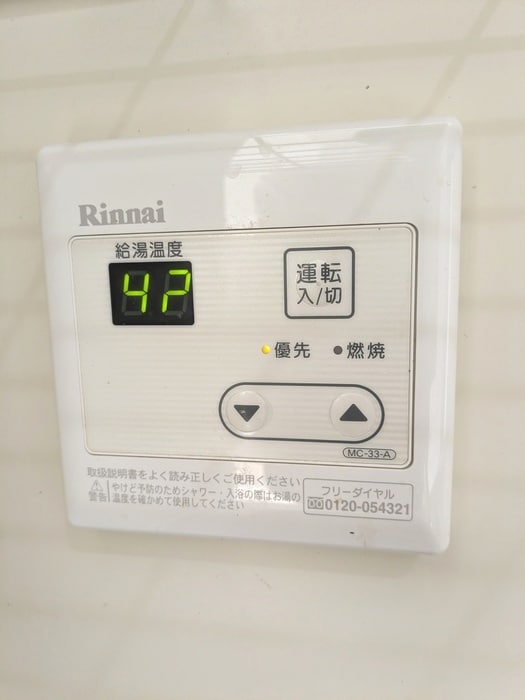 Rinnai
給湯温度
42
運転
入/切
優先
燃焼
MC-33-A
取扱説明書をよく読み正しくご使用ください
警告
やけど予防のためシャワー・入浴の際はお湯の
温度を確かめて使用してください
フリーダイヤル
0120-054321